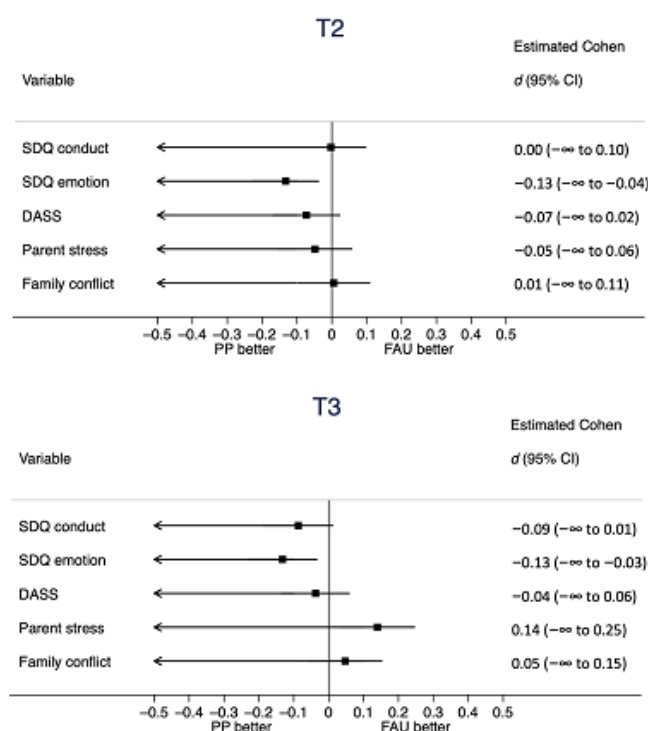 T2
Estimated Cohen
Variable d (95% CI)
SDQ conduct 0.00 (−∞ to 0.10)
SDQ emotion −0.13 (−∞ to −0.04)
DASS −0.07 (−∞ to 0.02)
Parent stress −0.05 (−∞ to 0.06)
Family conflict 0.01 (−∞ to 0.11)
−0.5 −0.4 −0.3 −0.2 −0.1 0 0.1 0.2 0.3 0.4 0.5
PP better FAU better
T3
Estimated Cohen
Variable d (95% CI)
SDQ conduct −0.09 (−∞ to 0.01)
SDQ emotion −0.13 (−∞ to −0.03)
DASS −0.04 (−∞ to 0.06)
Parent stress 0.14 (−∞ to 0.25)
Family conflict 0.05 (−∞ to 0.15)
−0.5 −0.4 −0.3 −0.2 −0.1 0 0.1 0.2 0.3 0.4 0.5
PP better FAU better